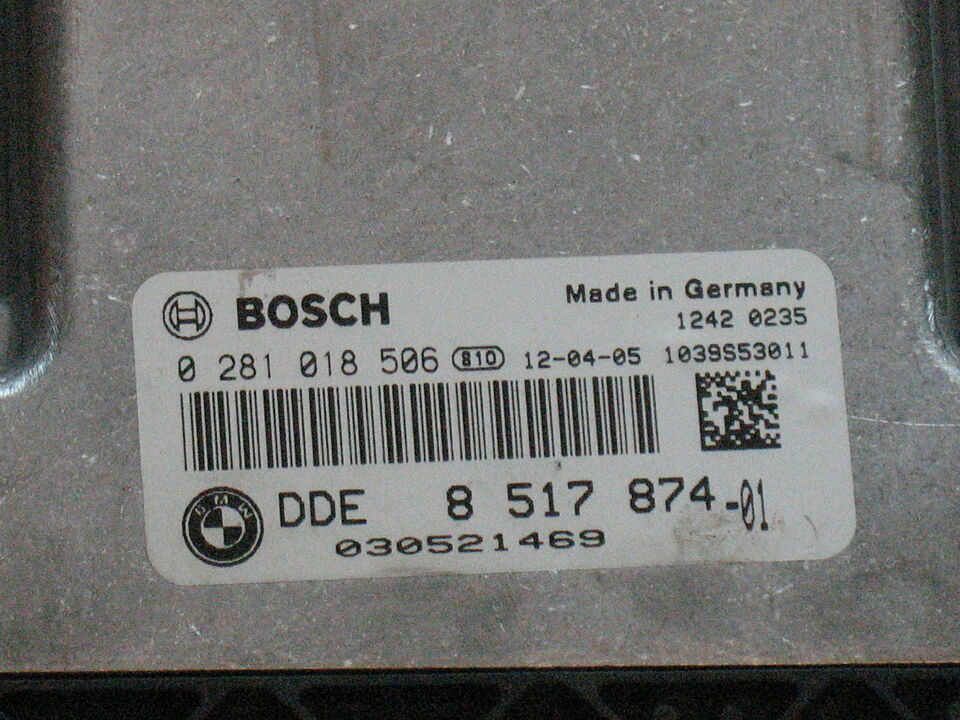 BOSCH
Made in Germany
1242 0235
0 281 018 506 810 12-04-05 1039S53011
BMW
DDE 8 517 874-01
030521469